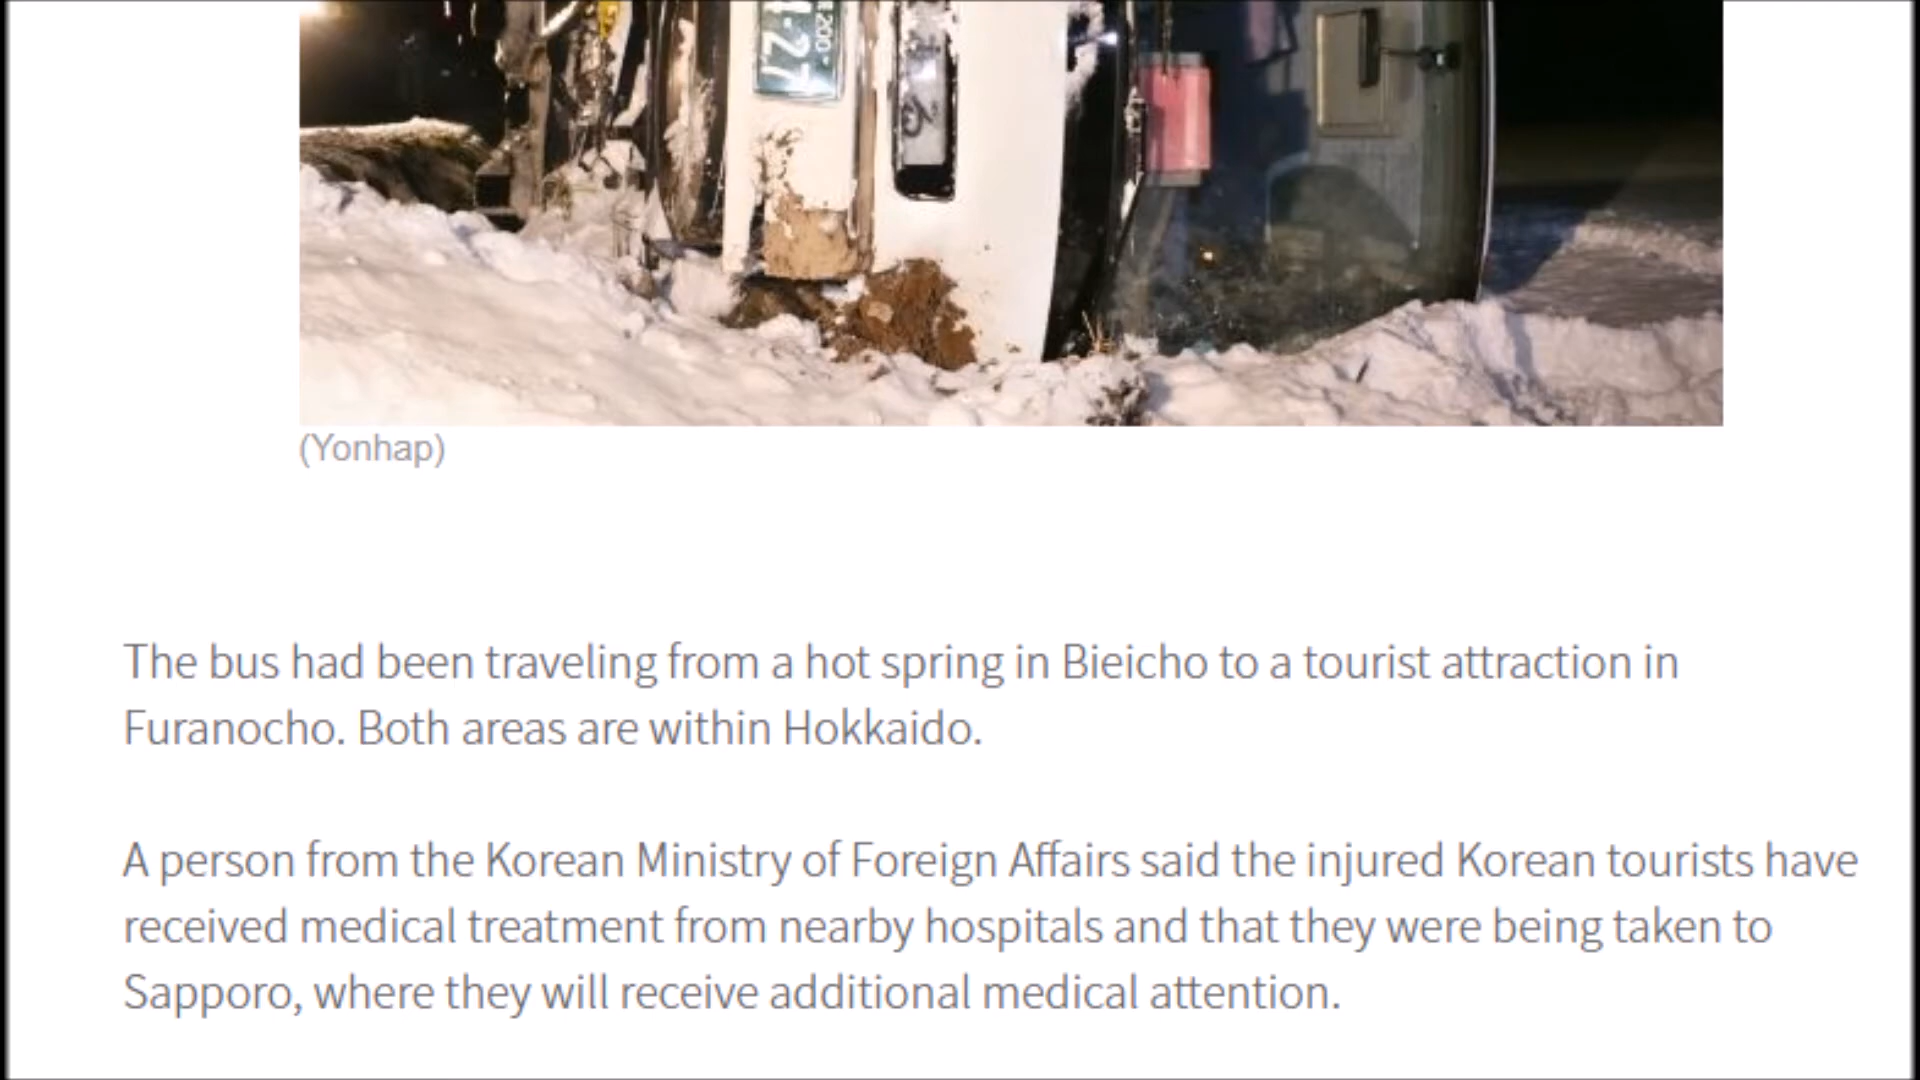 200
-27
(Yonhap)
The bus had been traveling from a hot spring in Bieicho to a tourist attraction in
Furanocho. Both areas are within Hokkaido.
A person from the Korean Ministry of Foreign Affairs said the injured Korean tourists have
received medical treatment from nearby hospitals and that they were being taken to
Sapporo, where they will receive additional medical attention.